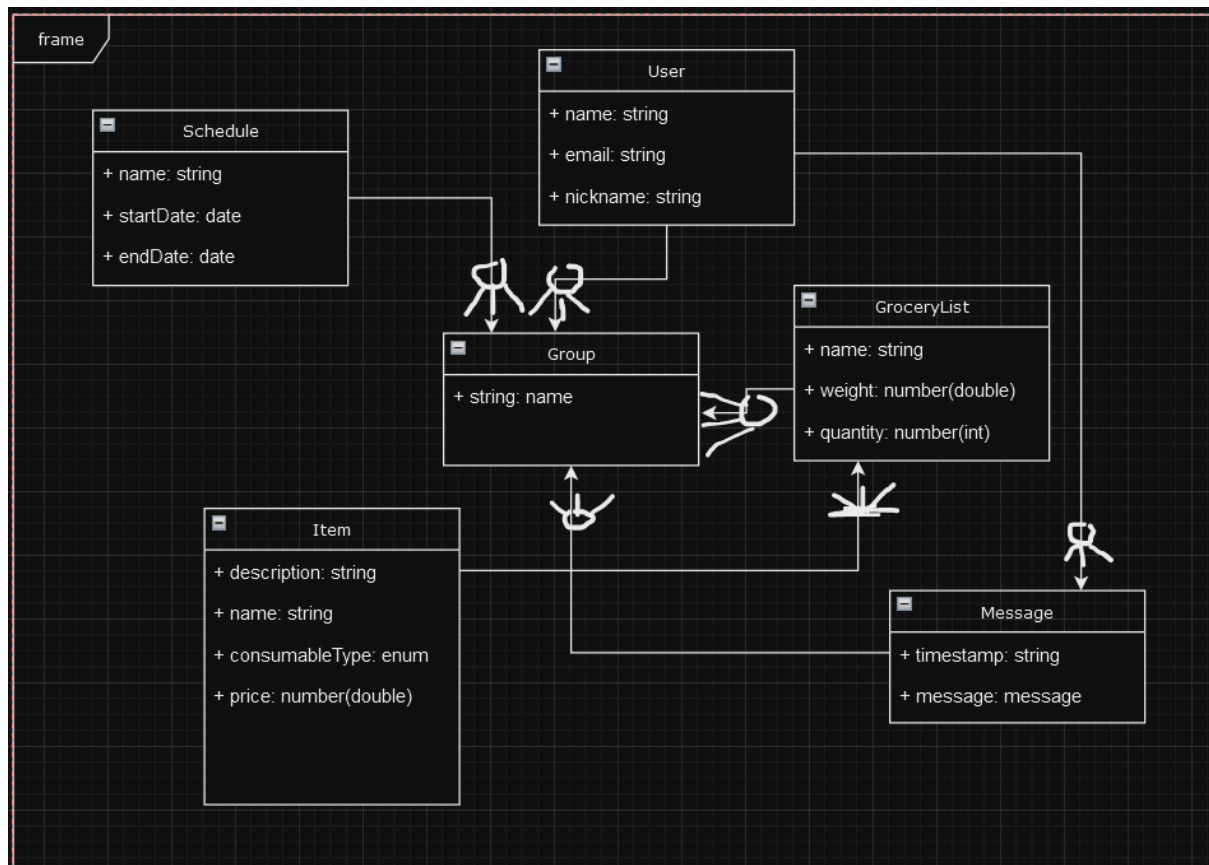 frame
User
+ name: string
+ email: string
+ nickname: string
Schedule
+ name: string
+ startDate: date
+ endDate: date
GroceryList
+ name: string
+ weight: number(double)
+ quantity: number(int)
Group
+ string: name
Item
+ description: string
+ name: string
+ consumableType: enum
+ price: number(double)
Message
+ timestamp: string
+ message: message